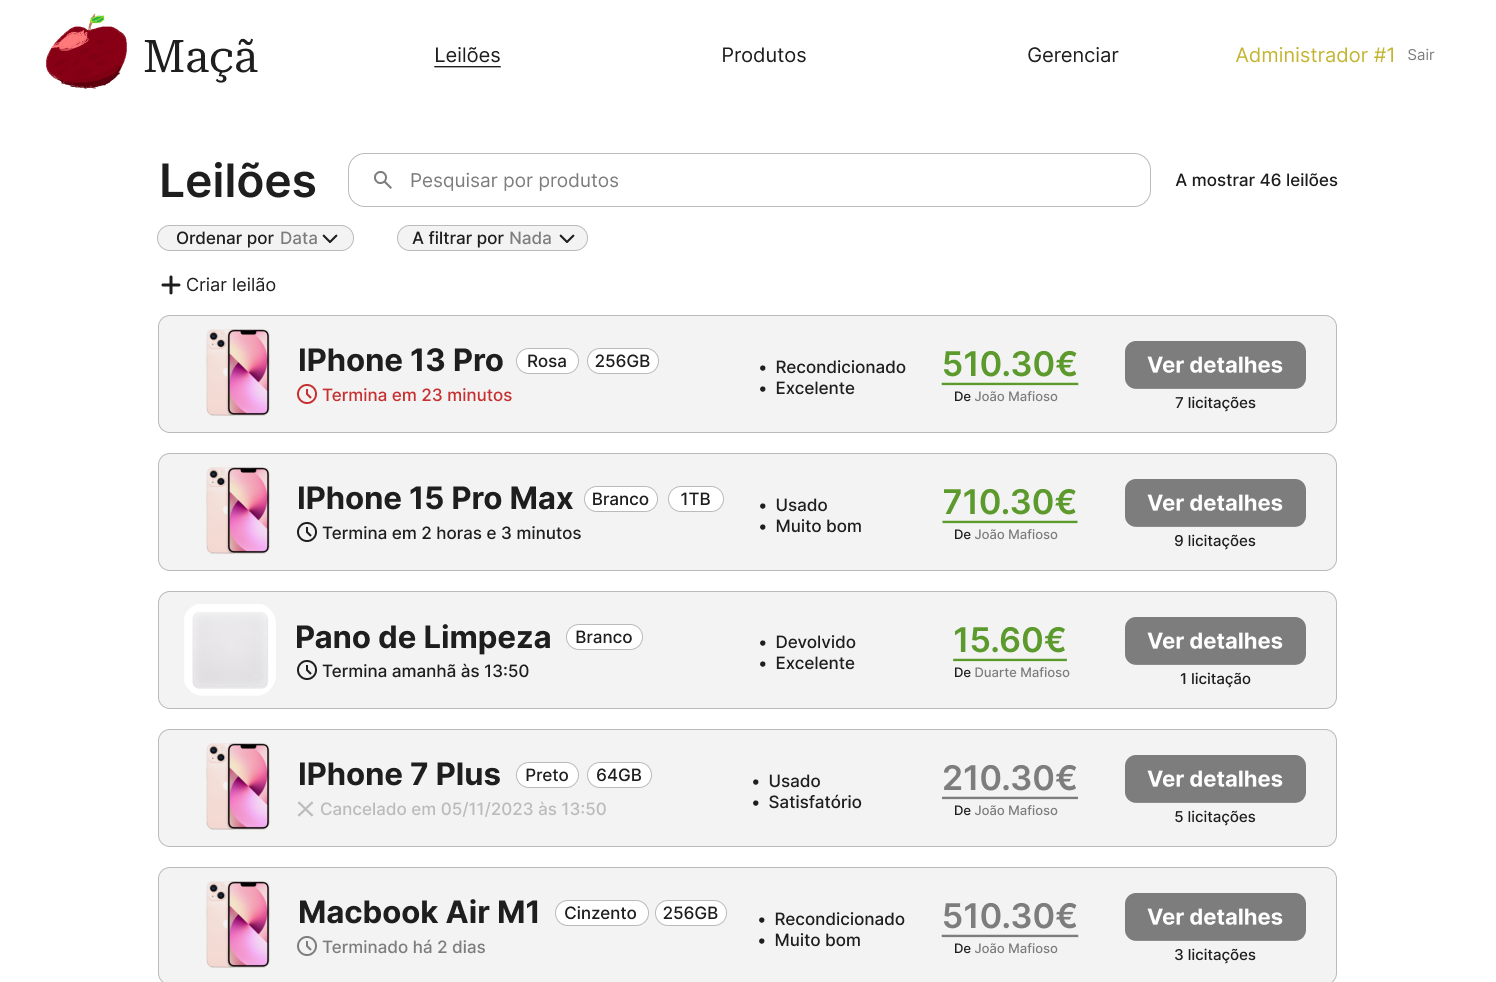 Maçã
Leilões
Produtos
Gerenciar
Administrador #1
Sair
Leilões
Pesquisar por produtos
A mostrar 46 leilões
Ordenar por Data
A filtrar por Nada
Criar leilão
IPhone 13 Pro
Rosa
256GB
Termina em 23 minutos
Recondicionado
Excelente
510.30€
De João Mafioso
Ver detalhes
7 licitações
IPhone 15 Pro Max
Branco
1TB
Termina em 2 horas e 3 minutos
Usado
Muito bom
710.30€
De João Mafioso
Ver detalhes
9 licitações
Pano de Limpeza
Branco
Termina amanhã às 13:50
Devolvido
Excelente
15.60€
De Duarte Mafioso
Ver detalhes
1 licitação
IPhone 7 Plus
Preto
64GB
Cancelado em 05/11/2023 às 13:50
Usado
Satisfatório
210.30€
De João Mafioso
Ver detalhes
5 licitações
Macbook Air M1
Cinzento
256GB
Terminado há 2 dias
Recondicionado
Muito bom
510.30€
De João Mafioso
Ver detalhes
3 licitações